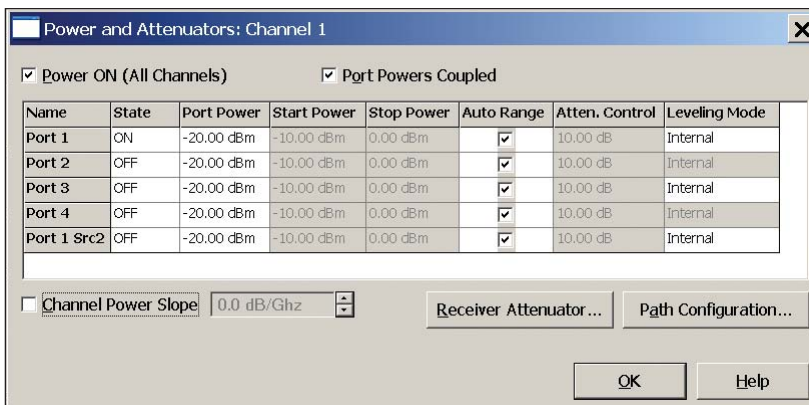 Power and Attenuators: Channel 1
Power ON (All Channels) Port Powers Coupled
Name State Port Power Start Power Stop Power Auto Range Atten. Control Leveling Mode
Port 1 ON -20.00 dBm -10.00 dBm 0.00 dBm 10.00 dB Internal
Port 2 OFF -20.00 dBm -10.00 dBm 0.00 dBm 10.00 dB Internal
Port 3 OFF -20.00 dBm -10.00 dBm 0.00 dBm 10.00 dB Internal
Port 4 OFF -20.00 dBm -10.00 dBm 0.00 dBm 10.00 dB Internal
Port 1 Src2 OFF -20.00 dBm -10.00 dBm 0.00 dBm 10.00 dB Internal
Channel Power Slope 0.0 dB/Ghz Receiver Attenuator... Path Configuration...
OK Help